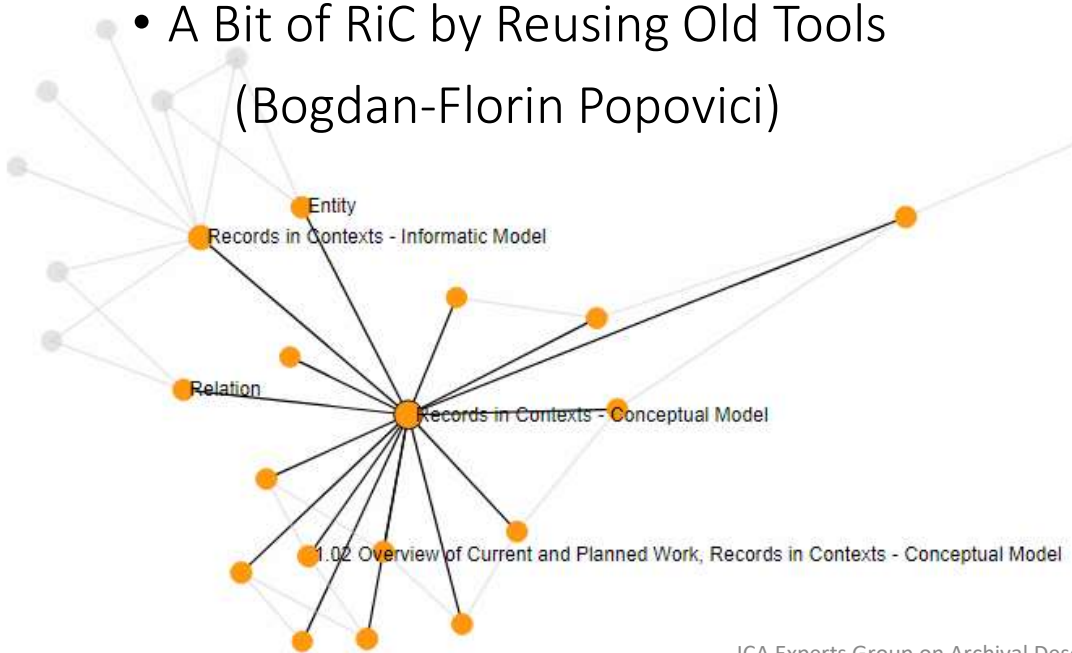 • A Bit of RiC by Reusing Old Tools
(Bogdan-Florin Popovici)
Entity
Records in Contexts - Informatic Model
Relation
Records in Contexts - Conceptual Model
1.02 Overview of Current and Planned Work, Records in Contexts - Conceptual Model
ICA Experts Group on Archival